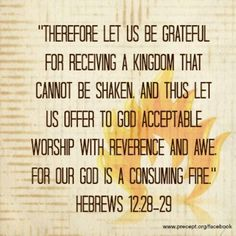 "THEREFORE LET US BE GRATEFUL
FOR RECEIVING A KINGDOM THAT
CANNOT BE SHAKEN, AND THUS LET
US OFFER TO GOD ACCEPTABLE
WORSHIP WITH REVERENCE AND AWE,
FOR OUR GOD IS A CONSUMING FIRE."
HEBREWS 12:28-29
www.precept.org/facebook